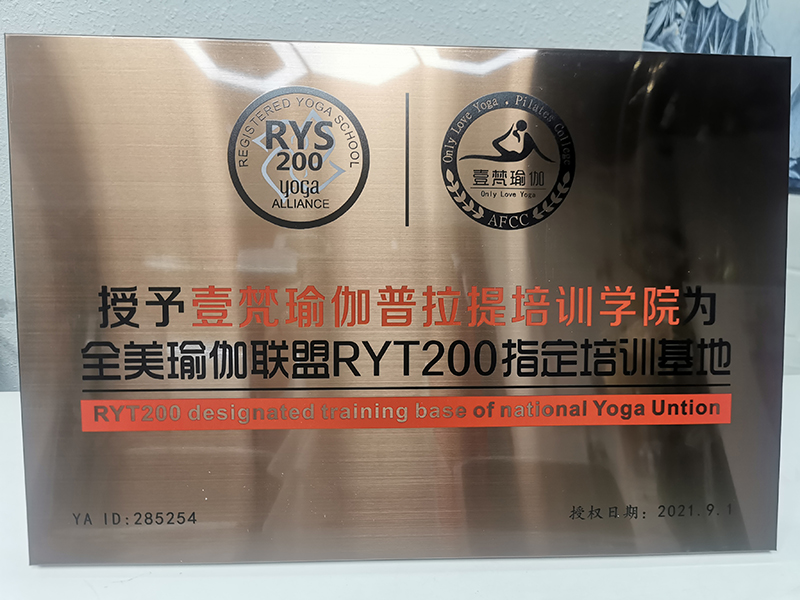 REGISTERED YOGA SCHOOL
RYS
200
yoga
ALLIANCE
Only Love Yoga . Pilates College
壹梵瑜伽
Only Love Yoga
AFCC
授予壹梵瑜伽普拉提培训学院为
全美瑜伽联盟RYT200指定培训基地
RYT200 designated training base of national Yoga Untion
YA ID:285254
授权日期: 2021.9.1